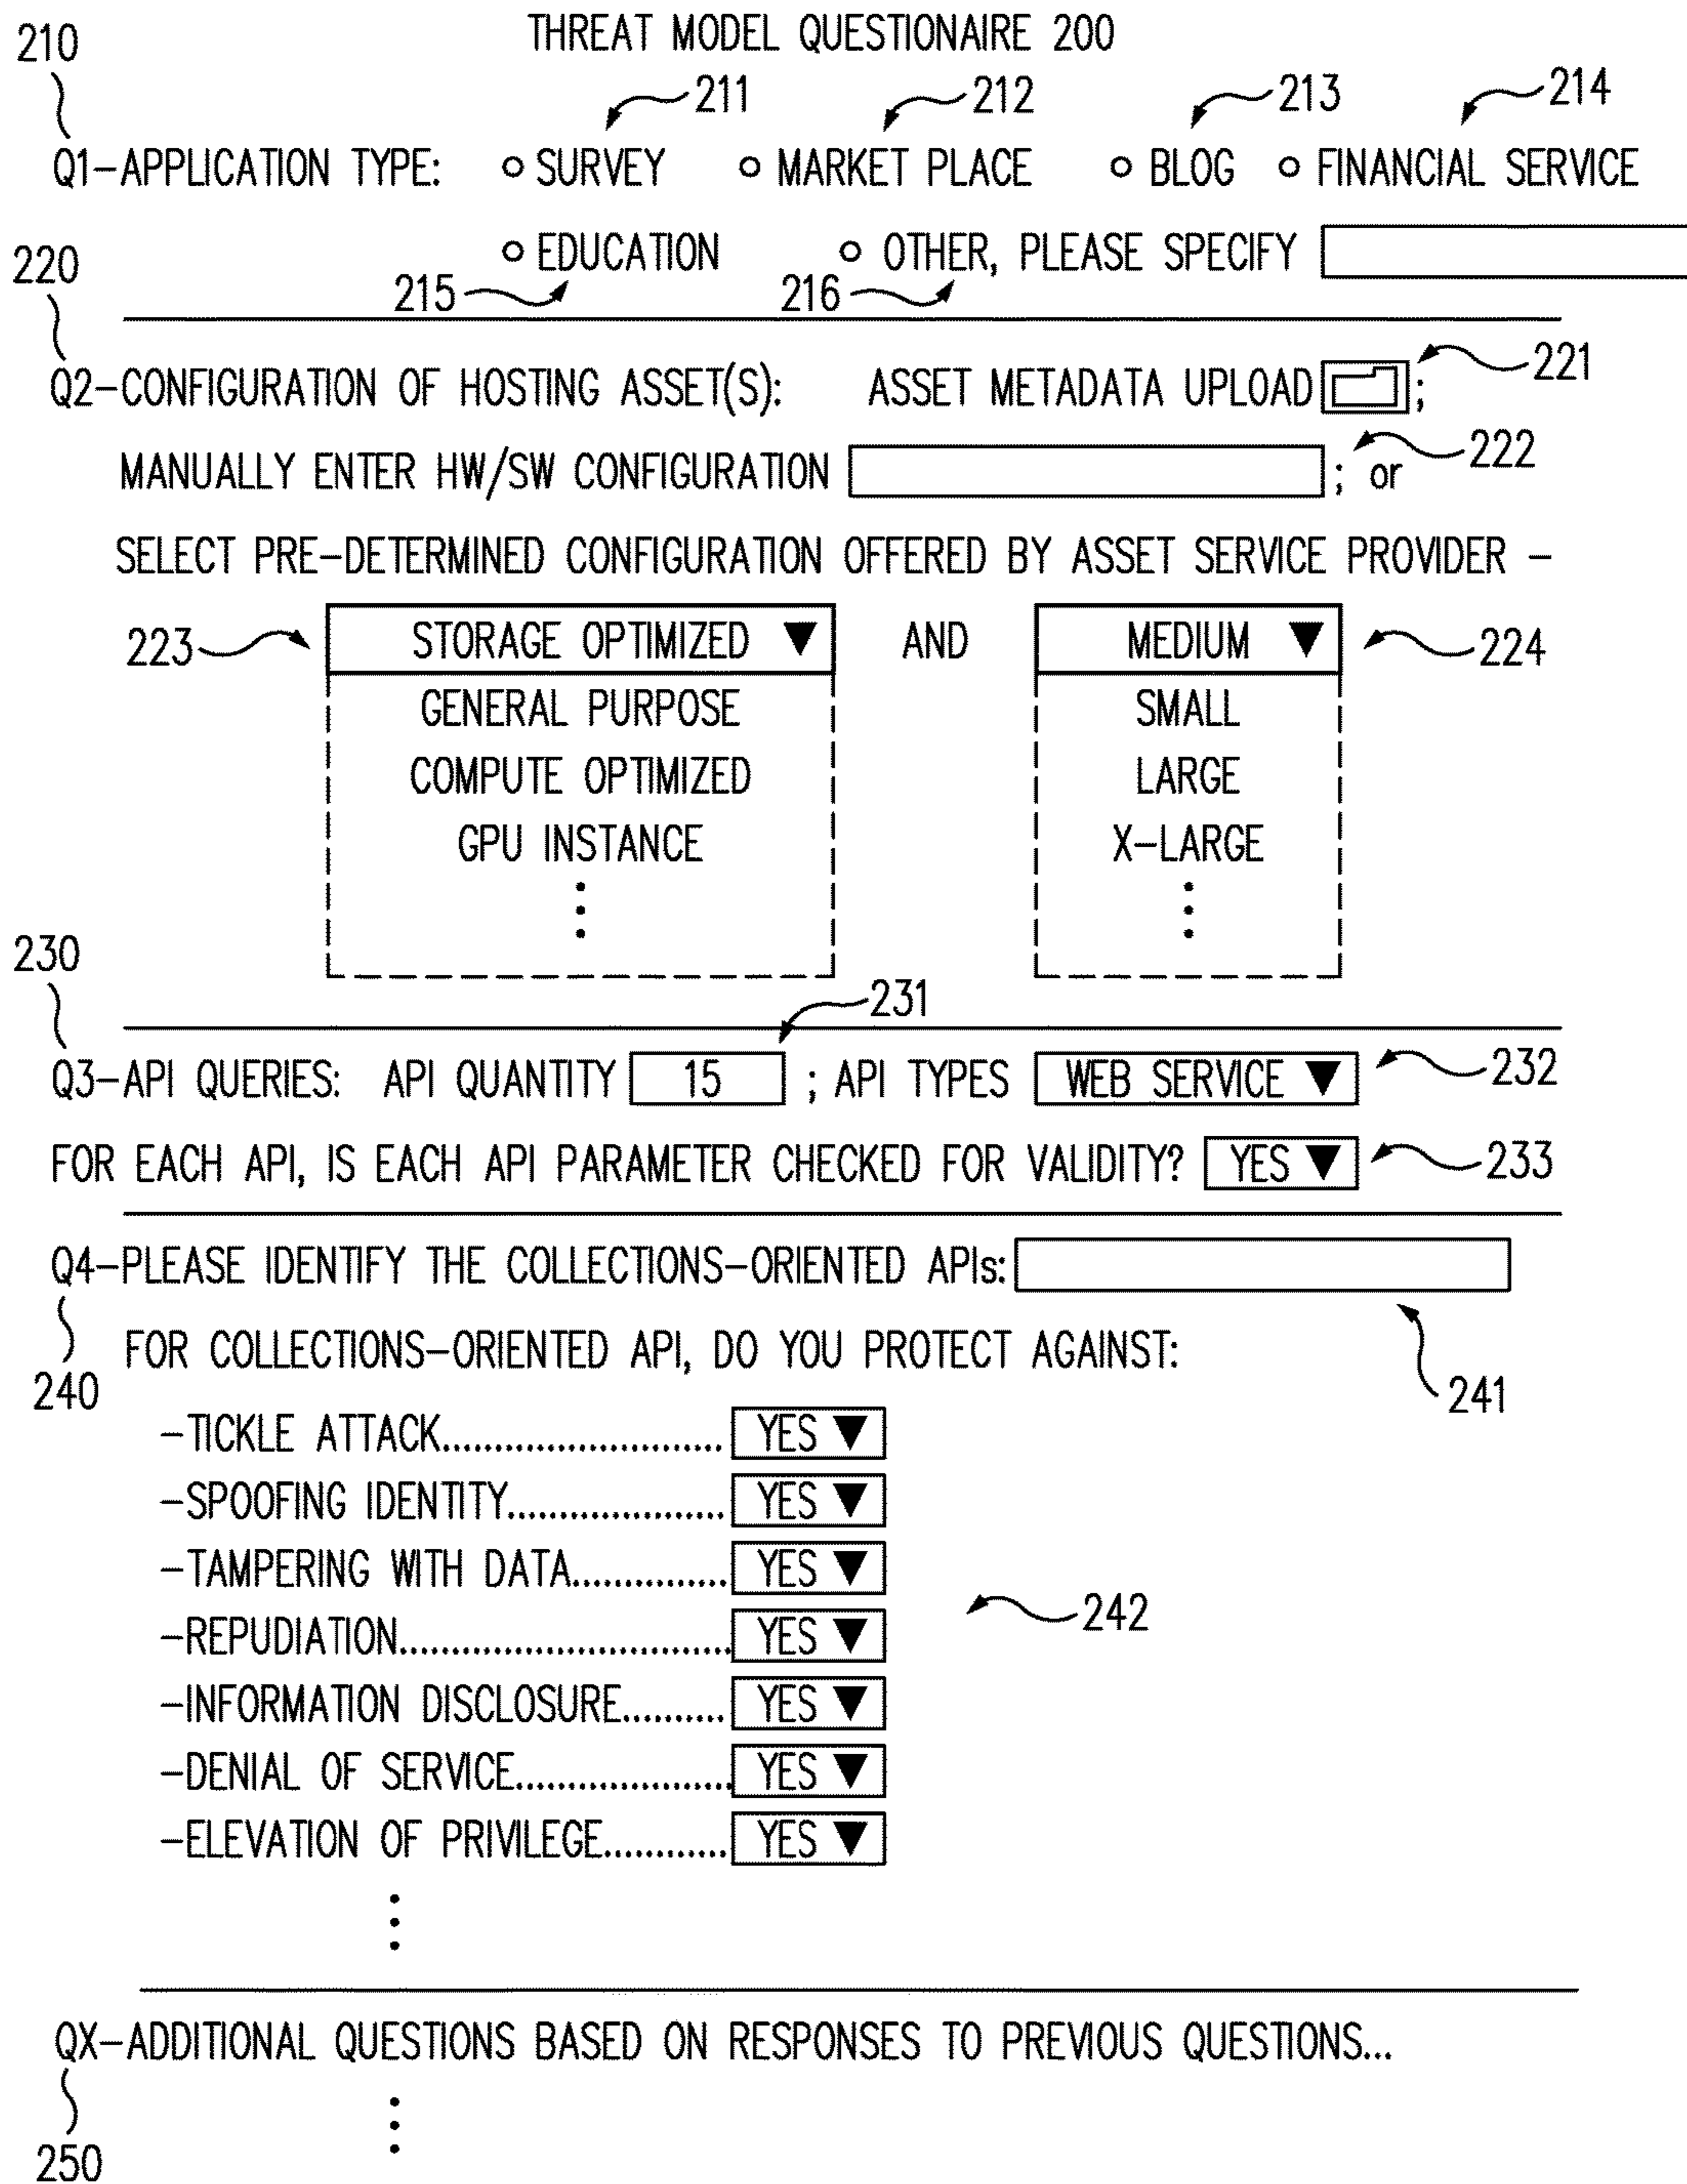 THREAT MODEL QUESTIONAIRE 200
210
211 212 213 214
Q1-APPLICATION TYPE: ○ SURVEY ○ MARKET PLACE ○ BLOG ○ FINANCIAL SERVICE
220
○ EDUCATION ○ OTHER, PLEASE SPECIFY
215 216
Q2-CONFIGURATION OF HOSTING ASSET(S): ASSET METADATA UPLOAD ; 221
MANUALLY ENTER HW/SW CONFIGURATION ; or 222
SELECT PRE-DETERMINED CONFIGURATION OFFERED BY ASSET SERVICE PROVIDER -
223 STORAGE OPTIMIZED ▼ AND MEDIUM ▼ 224
GENERAL PURPOSE SMALL
COMPUTE OPTIMIZED LARGE
GPU INSTANCE X-LARGE
230
231
Q3-API QUERIES: API QUANTITY 15 ; API TYPES WEB SERVICE ▼ 232
FOR EACH API, IS EACH API PARAMETER CHECKED FOR VALIDITY? YES ▼ 233
Q4-PLEASE IDENTIFY THE COLLECTIONS-ORIENTED APIs:
240
FOR COLLECTIONS-ORIENTED API, DO YOU PROTECT AGAINST:
241
-TICKLE ATTACK........................... YES ▼
-SPOOFING IDENTITY..................... YES ▼
-TAMPERING WITH DATA............... YES ▼
242
-REPUDIATION................................ YES ▼
-INFORMATION DISCLOSURE.......... YES ▼
-DENIAL OF SERVICE..................... YES ▼
-ELEVATION OF PRIVILEGE............ YES ▼
QX-ADDITIONAL QUESTIONS BASED ON RESPONSES TO PREVIOUS QUESTIONS...
250